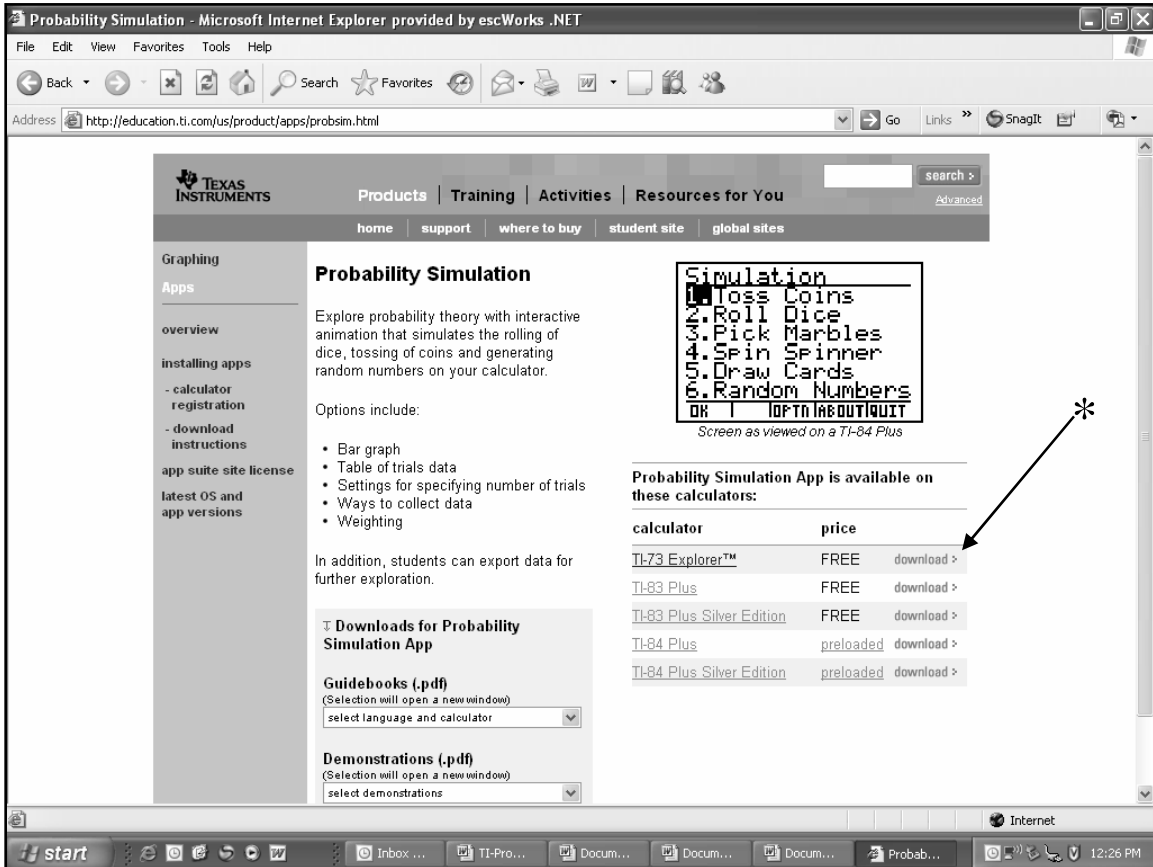 Probability Simulation - Microsoft Internet Explorer provided by escWorks .NET
File Edit View Favorites Tools Help
Back Search Favorites
Address http://education.ti.com/us/product/apps/probsim.html Go Links » SnagIt
TEXAS
INSTRUMENTS
Products | Training | Activities | Resources for You
search >
Advanced
home | support | where to buy | student site | global sites
Graphing
Apps
overview
installing apps
- calculator
registration
- download
instructions
app suite site license
latest OS and
app versions
Probability Simulation
Explore probability theory with interactive
animation that simulates the rolling of
dice, tossing of coins and generating
random numbers on your calculator.
Options include:
• Bar graph
• Table of trials data
• Settings for specifying number of trials
• Ways to collect data
• Weighting
In addition, students can export data for
further exploration.
Downloads for Probability
Simulation App
Guidebooks (.pdf)
(Selection will open a new window)
select language and calculator
Demonstrations (.pdf)
(Selection will open a new window)
select demonstrations
Simulation
1.Toss Coins
2.Roll Dice
3.Pick Marbles
4.Spin Spinner
5.Draw Cards
6.Random Numbers
OK | |OPTN|ABOUT|QUIT
Screen as viewed on a TI-84 Plus
*
Probability Simulation App is available on
these calculators:
calculator price
TI-73 Explorer™ FREE download >
TI-83 Plus FREE download >
TI-83 Plus Silver Edition FREE download >
TI-84 Plus preloaded download >
TI-84 Plus Silver Edition preloaded download >
Internet
start Inbox ... TI-Pro... Docum... Docum... Docum... Probab... 12:26 PM